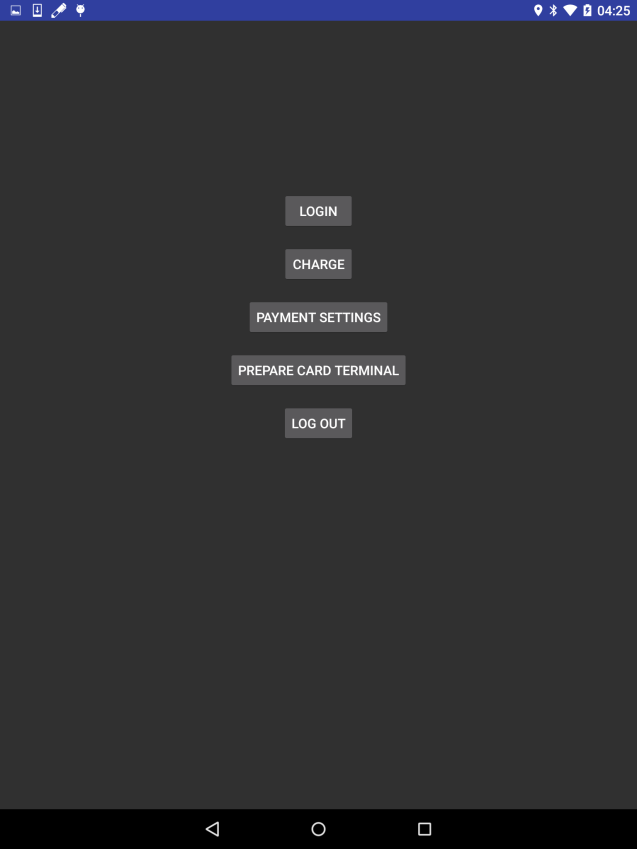 04:25
LOGIN
CHARGE
PAYMENT SETTINGS
PREPARE CARD TERMINAL
LOG OUT